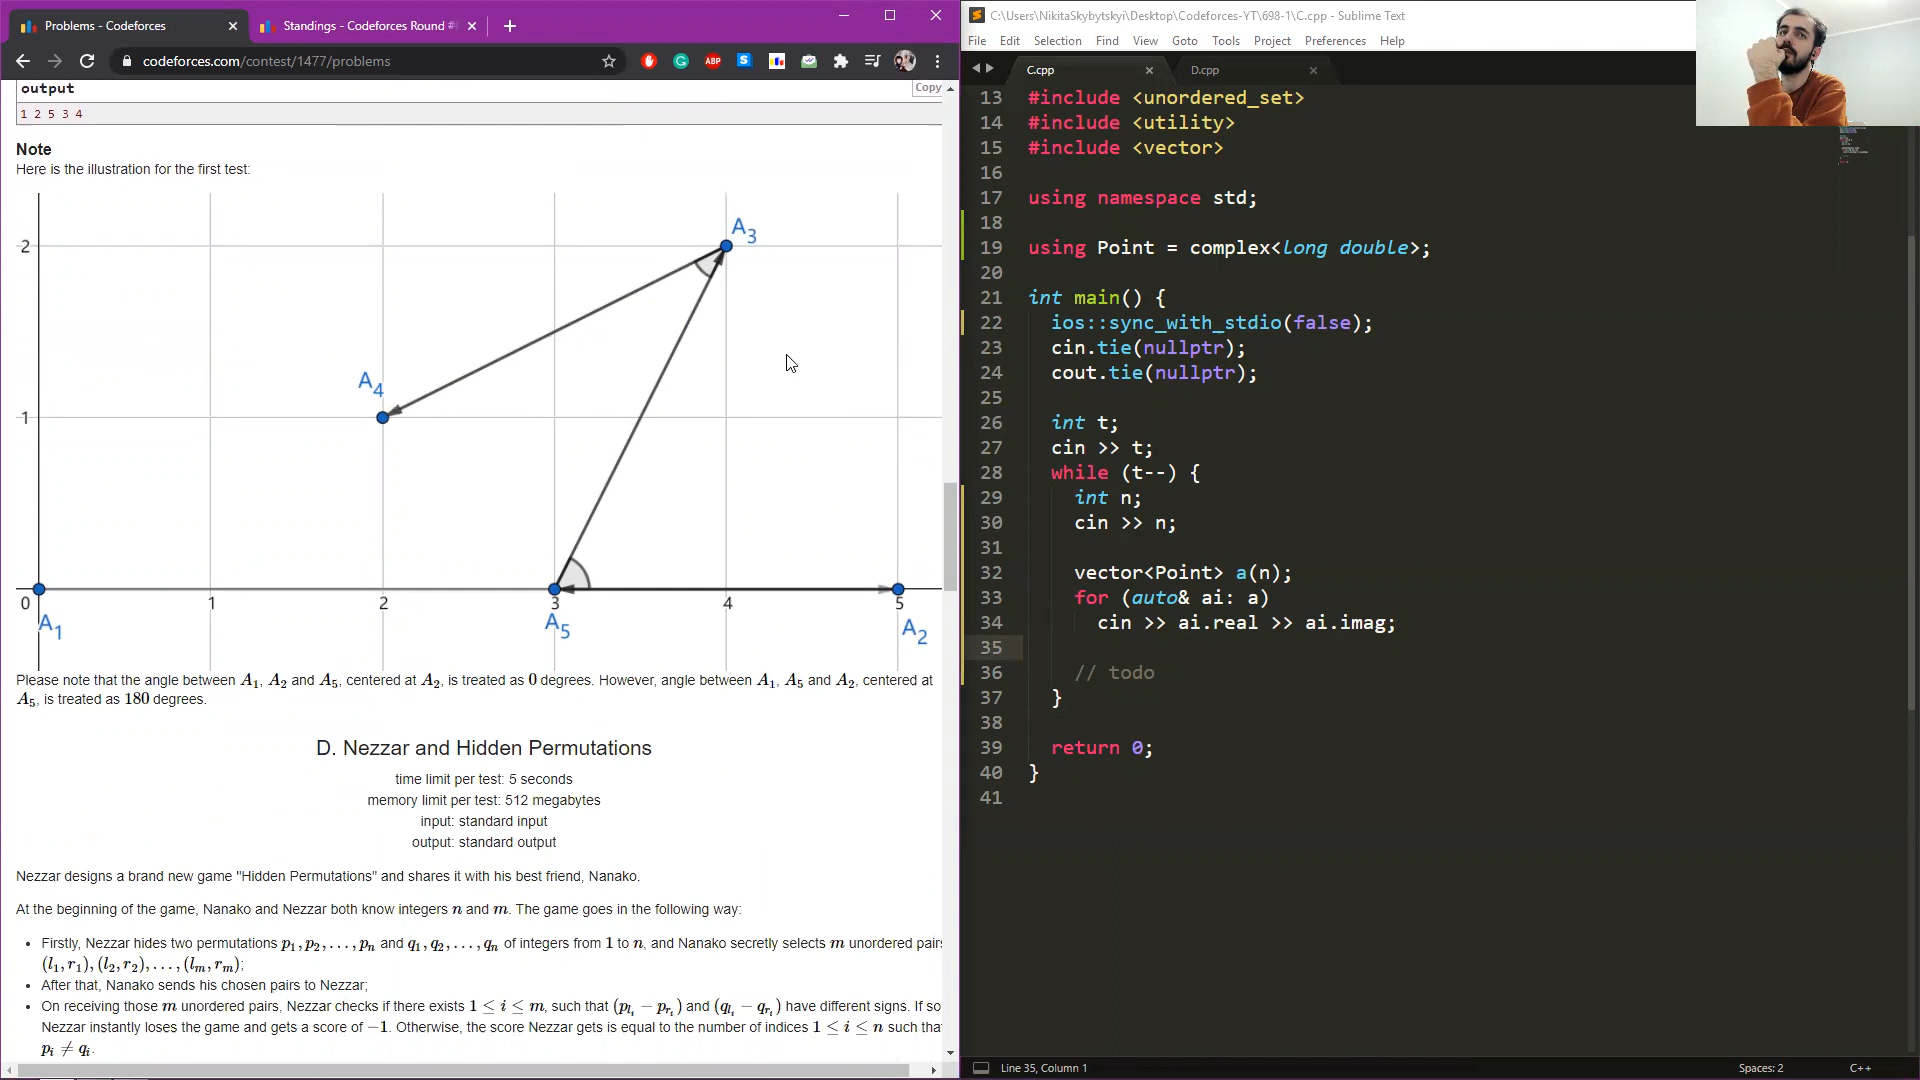 Problems - Codeforces
Standings - Codeforces Round #
codeforces.com/contest/1477/problems
output
Copy
1 2 5 3 4
Note
Here is the illustration for the first test:
2
A3
A4
1
0
1
2
3
4
5
A1
A5
A2
Please note that the angle between A1, A2 and A5, centered at A2, is treated as 0 degrees. However, angle between A1, A5 and A2, centered at
A5, is treated as 180 degrees.
D. Nezzar and Hidden Permutations
time limit per test: 5 seconds
memory limit per test: 512 megabytes
input: standard input
output: standard output
Nezzar designs a brand new game "Hidden Permutations" and shares it with his best friend, Nanako.
At the beginning of the game, Nanako and Nezzar both know integers n and m. The game goes in the following way:
• Firstly, Nezzar hides two permutations p1, p2, . . . , pn and q1, q2, . . . , qn of integers from 1 to n, and Nanako secretly selects m unordered pairs
(l1, r1), (l2, r2), . . . , (lm, rm);
• After that, Nanako sends his chosen pairs to Nezzar;
• On receiving those m unordered pairs, Nezzar checks if there exists 1 ≤ i ≤ m, such that (pli − pri) and (qli − qri) have different signs. If so
Nezzar instantly loses the game and gets a score of −1. Otherwise, the score Nezzar gets is equal to the number of indices 1 ≤ i ≤ n such tha
pi ≠ qi.
C:\Users\NikitaSkybytskyi\Desktop\Codeforces-YT\698-1\C.cpp - Sublime Text
File Edit Selection Find View Goto Tools Project Preferences Help
C.cpp
D.cpp
13 #include <unordered_set>
14 #include <utility>
15 #include <vector>
16
17 using namespace std;
18
19 using Point = complex<long double>;
20
21 int main() {
22 ios::sync_with_stdio(false);
23 cin.tie(nullptr);
24 cout.tie(nullptr);
25
26 int t;
27 cin >> t;
28 while (t--) {
29 int n;
30 cin >> n;
31
32 vector<Point> a(n);
33 for (auto& ai: a)
34 cin >> ai.real >> ai.imag;
35
36 // todo
37 }
38
39 return 0;
40 }
41
Line 35, Column 1
Spaces: 2
C++